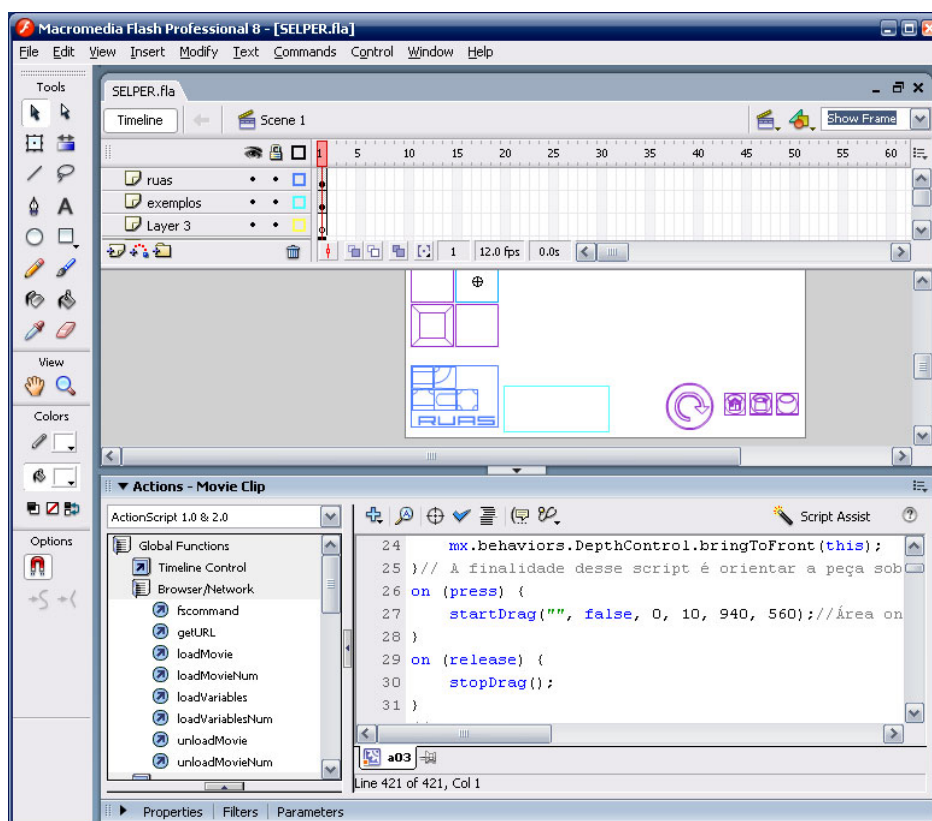 Macromedia Flash Professional 8 - [SELPER.fla]
File Edit View Insert Modify Text Commands Control Window Help
Tools
View
Colors
Options
SELPER.fla
Timeline Scene 1 Show Frame
1 5 10 15 20 25 30 35 40 45 50 55 60
ruas
exemplos
Layer 3
1 12.0 fps 0.0s
RUAS
Actions - Movie Clip
ActionScript 1.0 & 2.0
Global Functions
Timeline Control
Browser/Network
fscommand
getURL
loadMovie
loadMovieNum
loadVariables
loadVariablesNum
unloadMovie
unloadMovieNum
Script Assist
24 mx.behaviors.DepthControl.bringToFront(this);
25 }// A finalidade desse script é orientar a peça sob
26 on (press) {
27 startDrag("", false, 0, 10, 940, 560);//Área on
28 }
29 on (release) {
30 stopDrag();
31 }
a03
Line 421 of 421, Col 1
Properties Filters Parameters